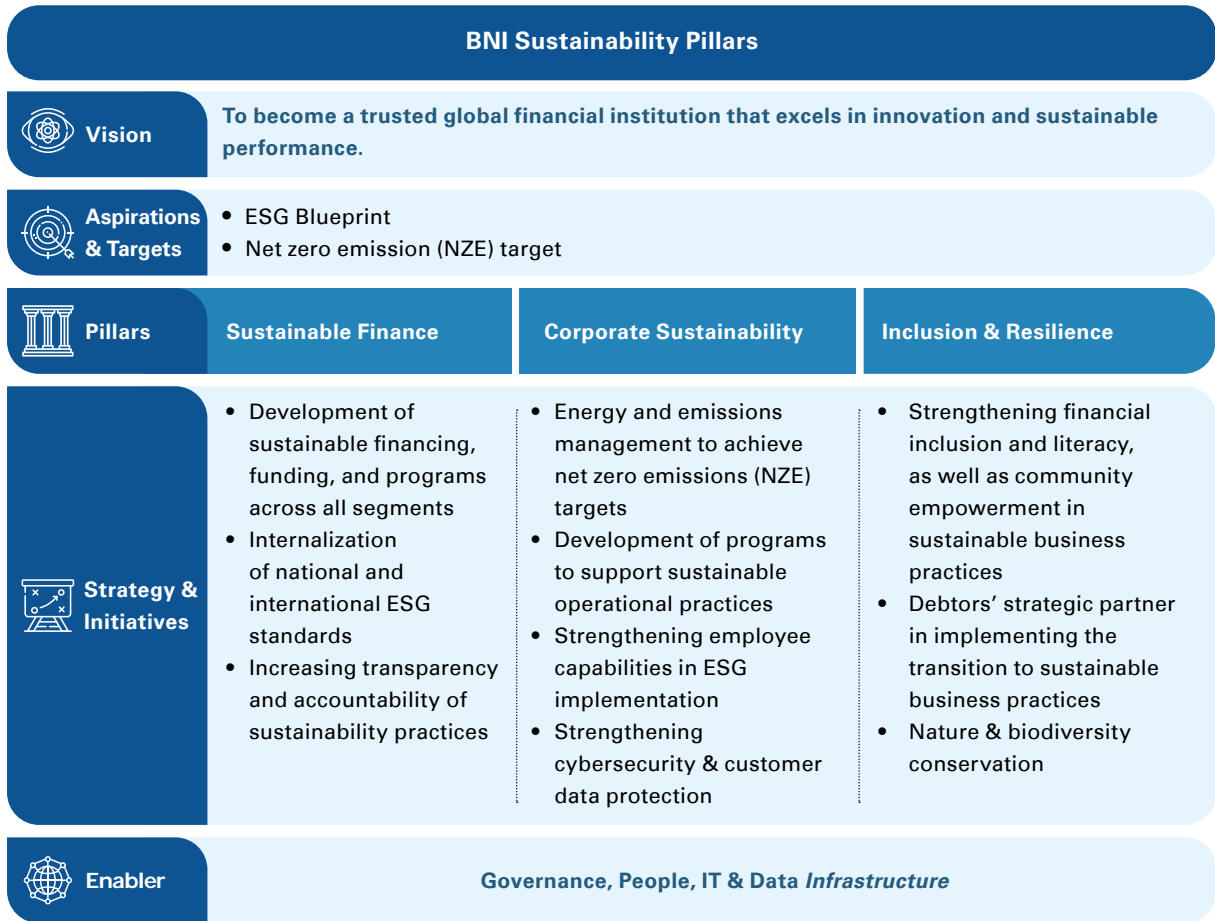 BNI Sustainability Pillars
Vision
To become a trusted global financial institution that excels in innovation and sustainable
performance.
Aspirations
& Targets
• ESG Blueprint
• Net zero emission (NZE) target
Pillars
Sustainable Finance
Corporate Sustainability
Inclusion & Resilience
Strategy &
Initiatives
• Development of
sustainable financing,
funding, and programs
across all segments
• Internalization
of national and
international ESG
standards
• Increasing transparency
and accountability of
sustainability practices
• Energy and emissions
management to achieve
net zero emissions (NZE)
targets
• Development of programs
to support sustainable
operational practices
• Strengthening employee
capabilities in ESG
implementation
• Strengthening
cybersecurity & customer
data protection
• Strengthening financial
inclusion and literacy,
as well as community
empowerment in
sustainable business
practices
• Debtors’ strategic partner
in implementing the
transition to sustainable
business practices
• Nature & biodiversity
conservation
Enabler
Governance, People, IT & Data Infrastructure